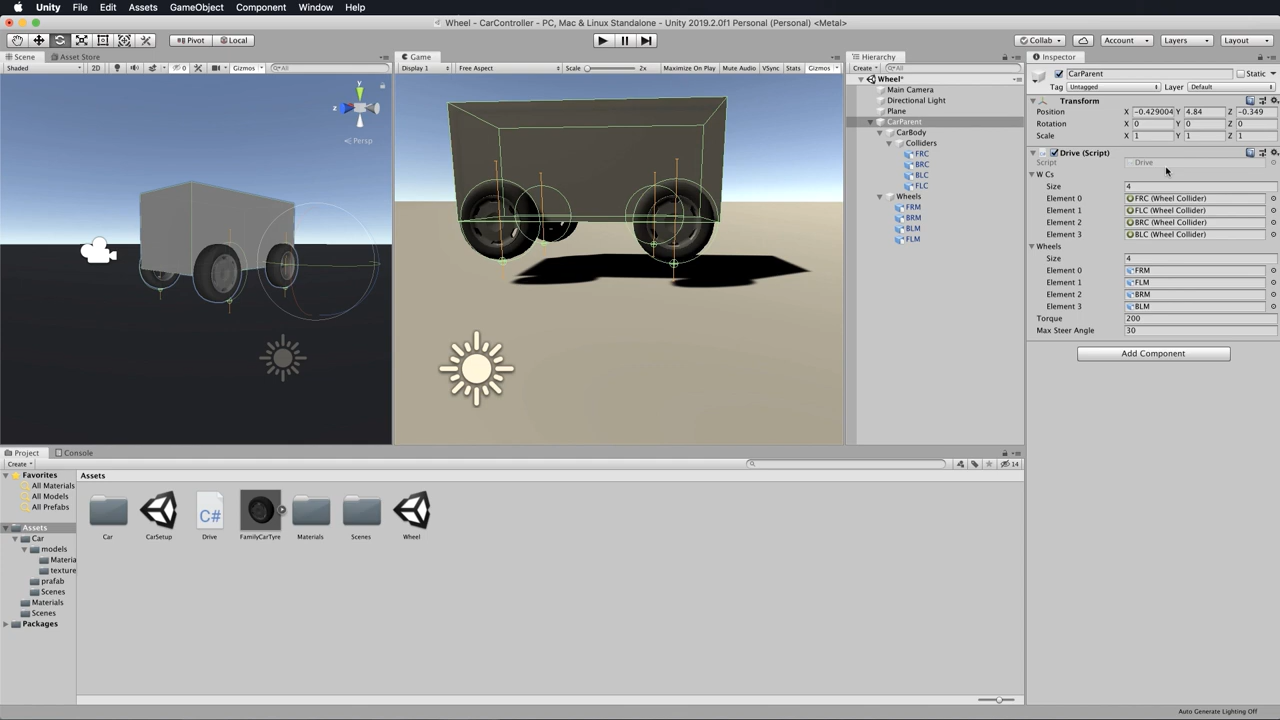 Unity File Edit Assets GameObject Component Window Help
Wheel - CarController - PC, Mac & Linux Standalone - Unity 2019.2.0f1 Personal (Personal) <Metal>
Pivot Local Collab Account Layers Layout
Scene Asset Store
Shaded 2D 0 Gizmos All
y
z
Persp
Game
Display 1 Free Aspect Scale 2x Maximize On Play Mute Audio VSync Stats Gizmos
Hierarchy
Create All
Wheel*
Main Camera
Directional Light
Plane
CarParent
CarBody
Colliders
FRC
BRC
BLC
FLC
Wheels
FRM
BRM
BLM
FLM
Inspector
CarParent Static
Tag Untagged Layer Default
Transform
Position X -0.429004 Y 4.84 Z -0.349
Rotation X 0 Y 0 Z 0
Scale X 1 Y 1 Z 1
Drive (Script)
Script Drive
W Cs
Size 4
Element 0 FRC (Wheel Collider)
Element 1 FLC (Wheel Collider)
Element 2 BRC (Wheel Collider)
Element 3 BLC (Wheel Collider)
Wheels
Size 4
Element 0 FRM
Element 1 FLM
Element 2 BRM
Element 3 BLM
Torque 200
Max Steer Angle 30
Add Component
Project Console
Create 14
Favorites
All Materials
All Models
All Prefabs
Assets
Car
models
Materia
texture
prafab
Scenes
Materials
Scenes
Packages
Assets
Car CarSetup Drive FamilyCarTyre Materials Scenes Wheel
C#
Auto Generate Lighting Off